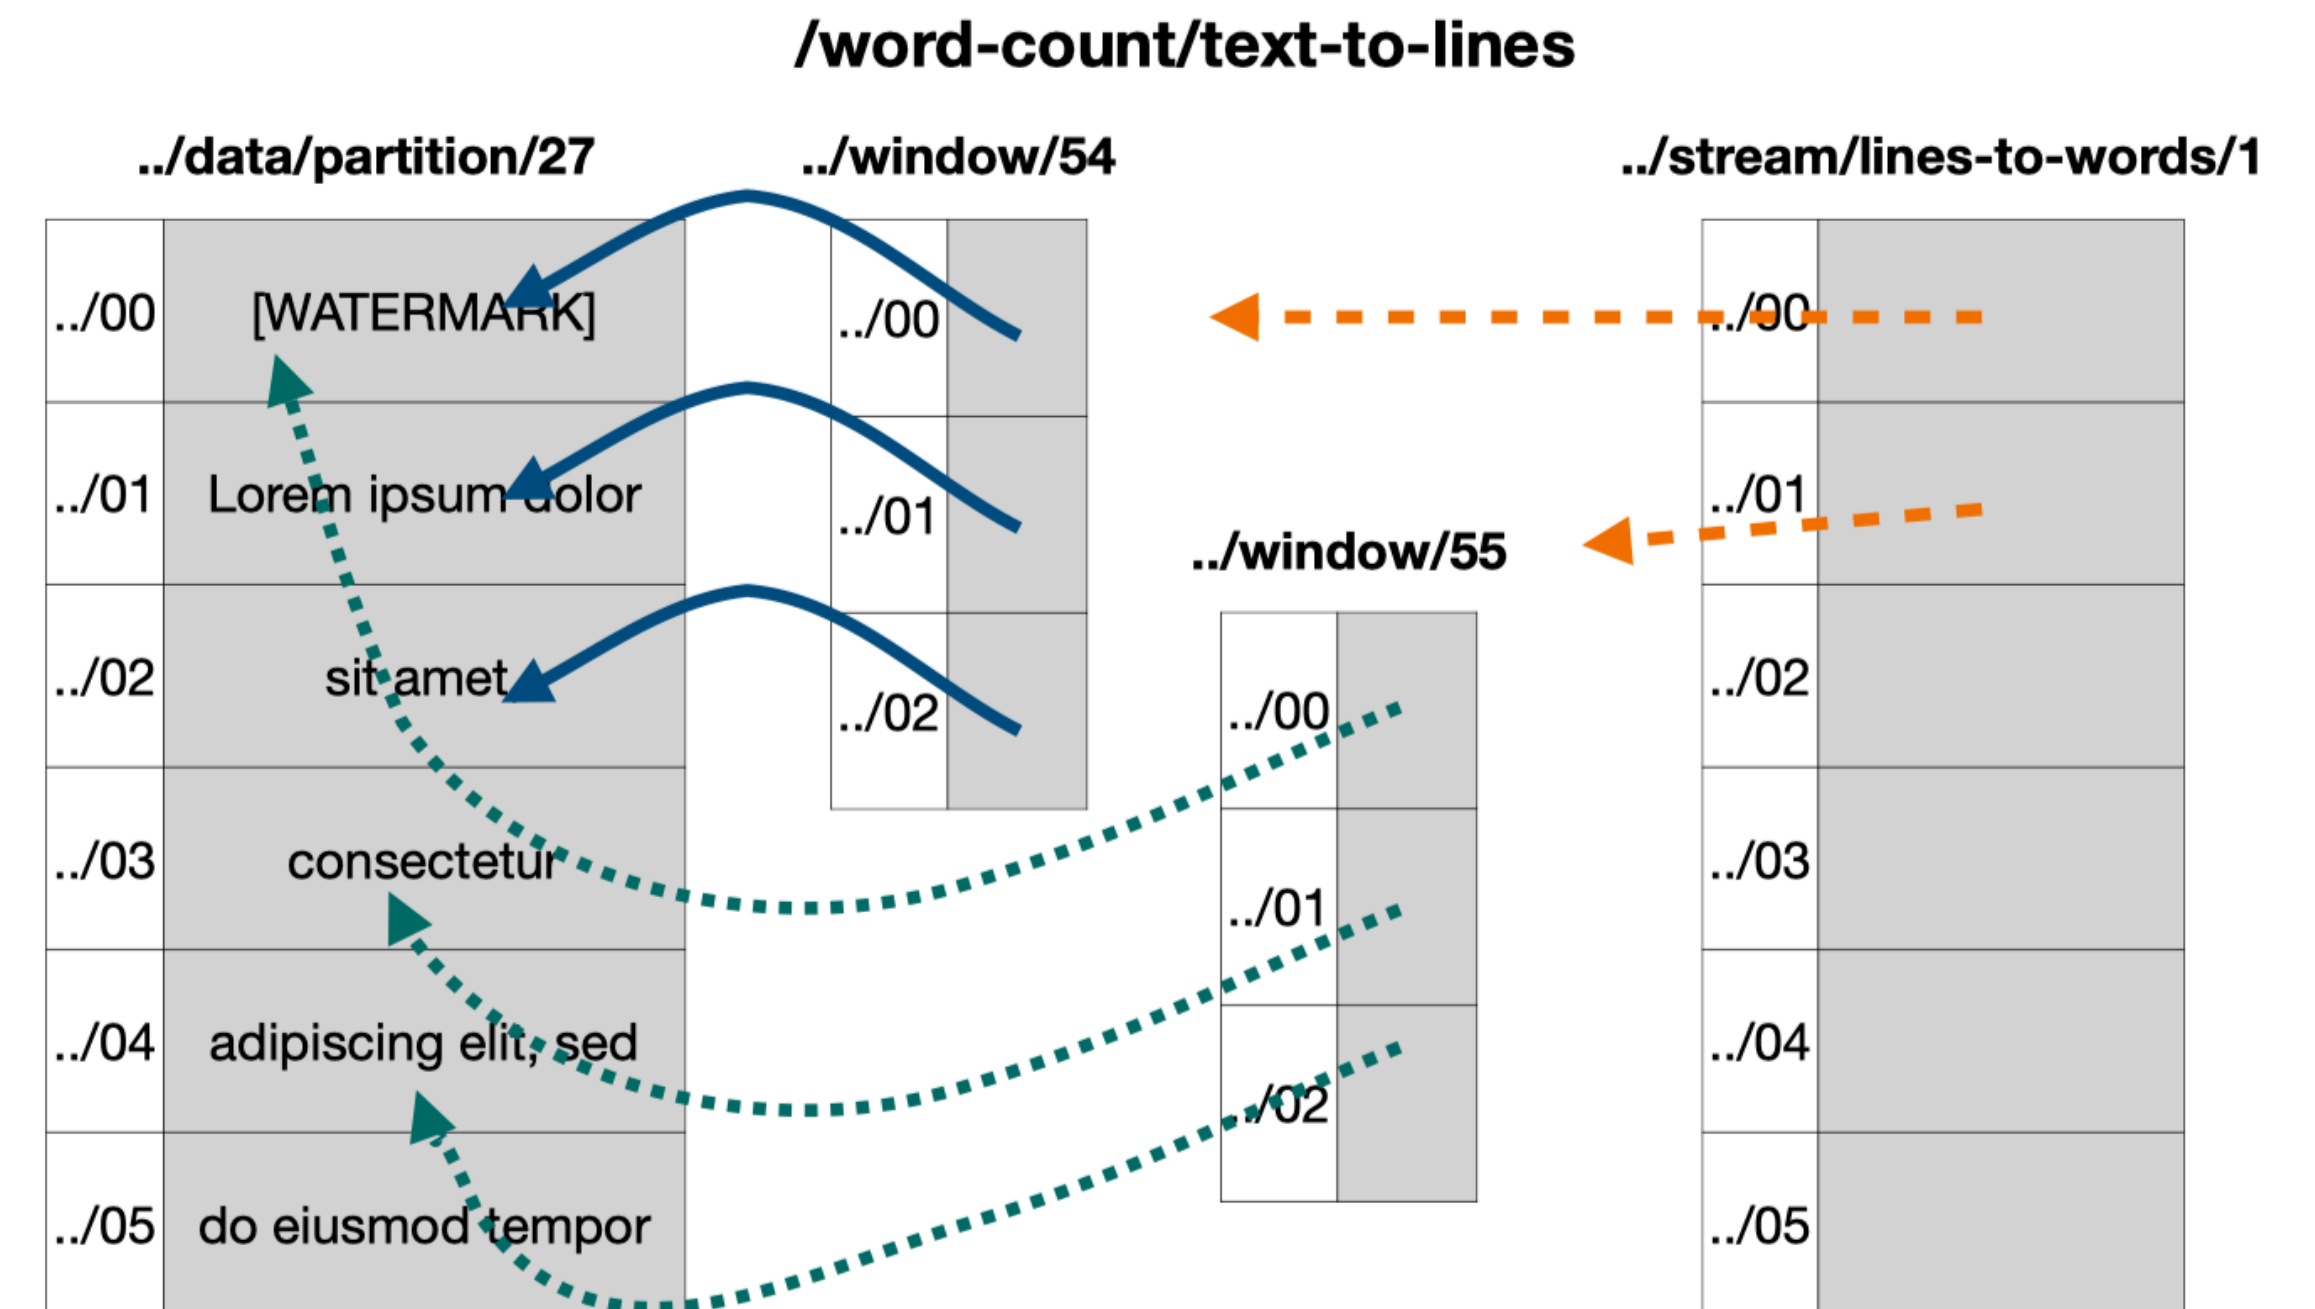 /word-count/text-to-lines
../data/partition/27
../window/54
../stream/lines-to-words/1
../00
[WATERMARK]
../01
Lorem ipsum dolor
../02
sit amet
../03
consectetur
../04
adipiscing elit, sed
../05
do eiusmod tempor
../00
../01
../02
../window/55
../00
../01
../02
../00
../01
../02
../03
../04
../05